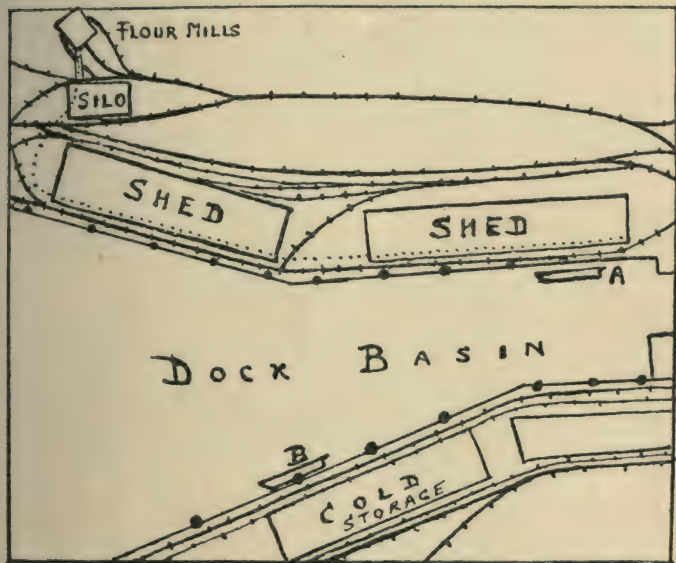 FLOUR MILLS
SILO
SHED
SHED
A
DOCK BASIN
B
COLD
STORAGE